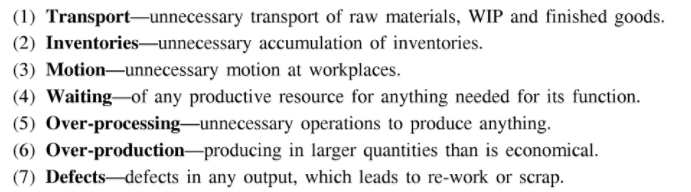 (1) Transport—unnecessary transport of raw materials, WIP and finished goods.
(2) Inventories—unnecessary accumulation of inventories.
(3) Motion—unnecessary motion at workplaces.
(4) Waiting—of any productive resource for anything needed for its function.
(5) Over-processing—unnecessary operations to produce anything.
(6) Over-production—producing in larger quantities than is economical.
(7) Defects—defects in any output, which leads to re-work or scrap.